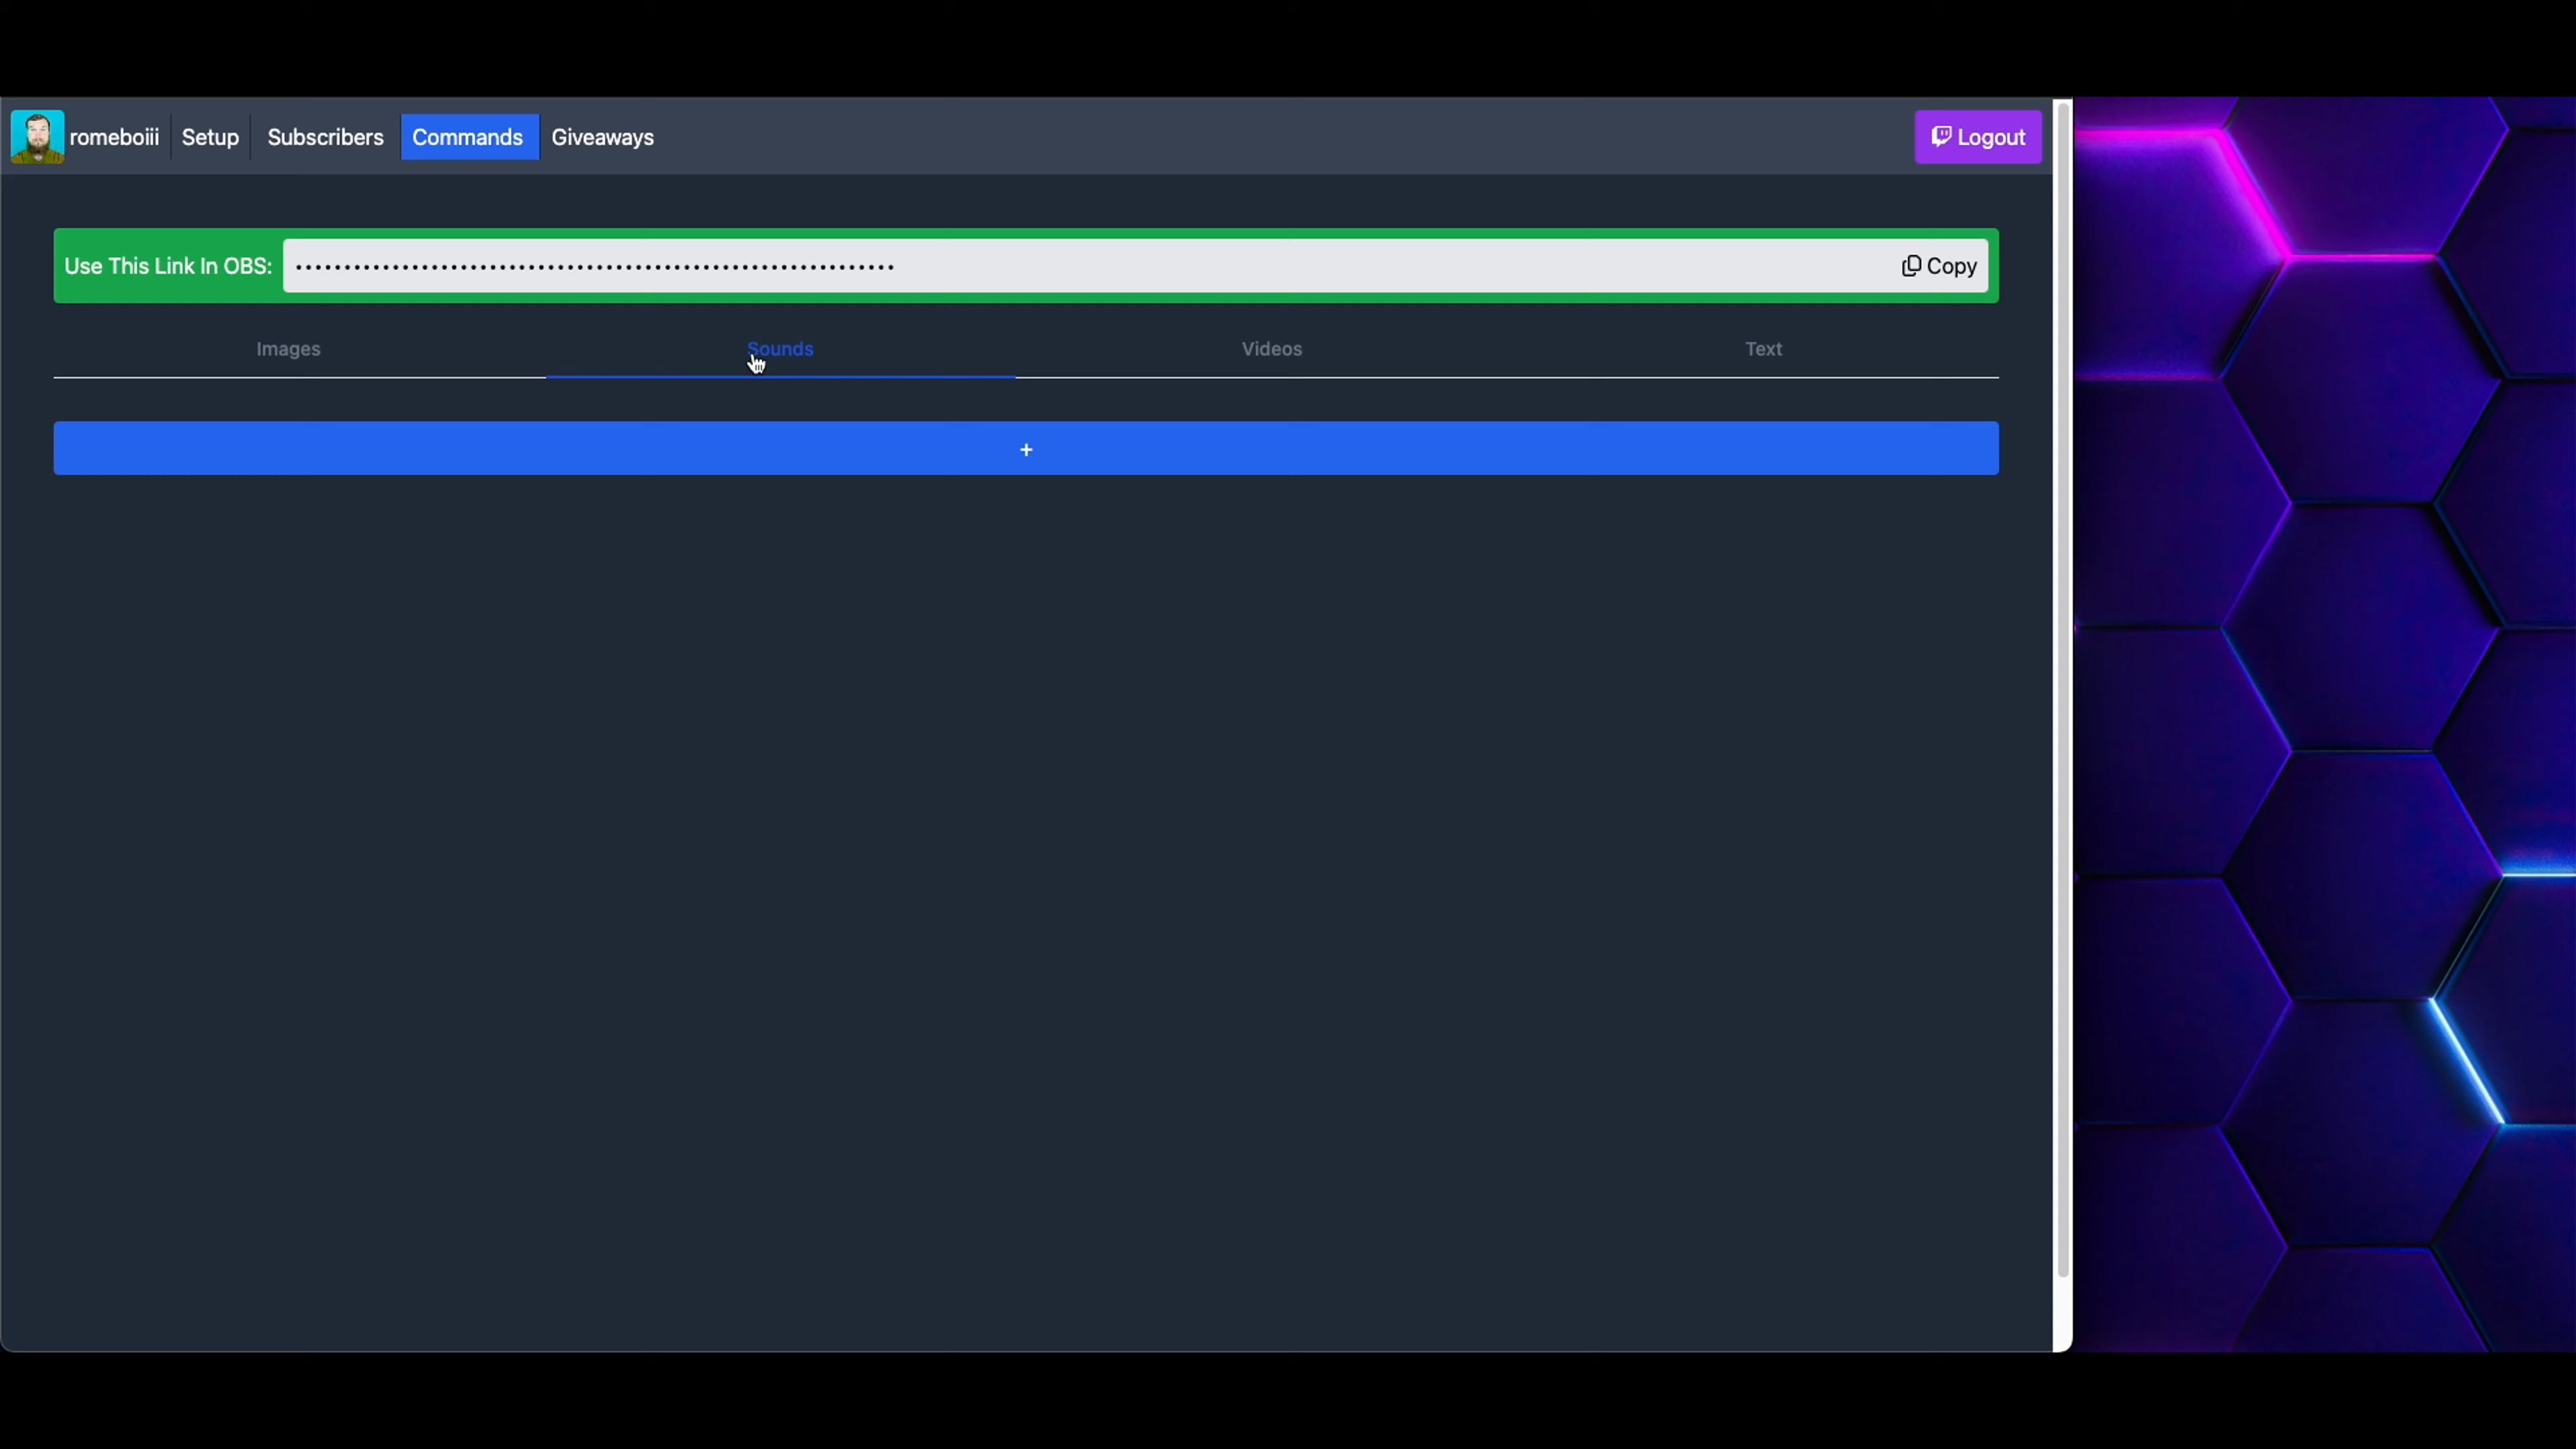 romeboiii Setup Subscribers Commands Giveaways Logout
Use This Link In OBS: •••••••••••••••••••••••••••••••••••••••••••••••••••••••••••••• Copy
Images Sounds Videos Text
+